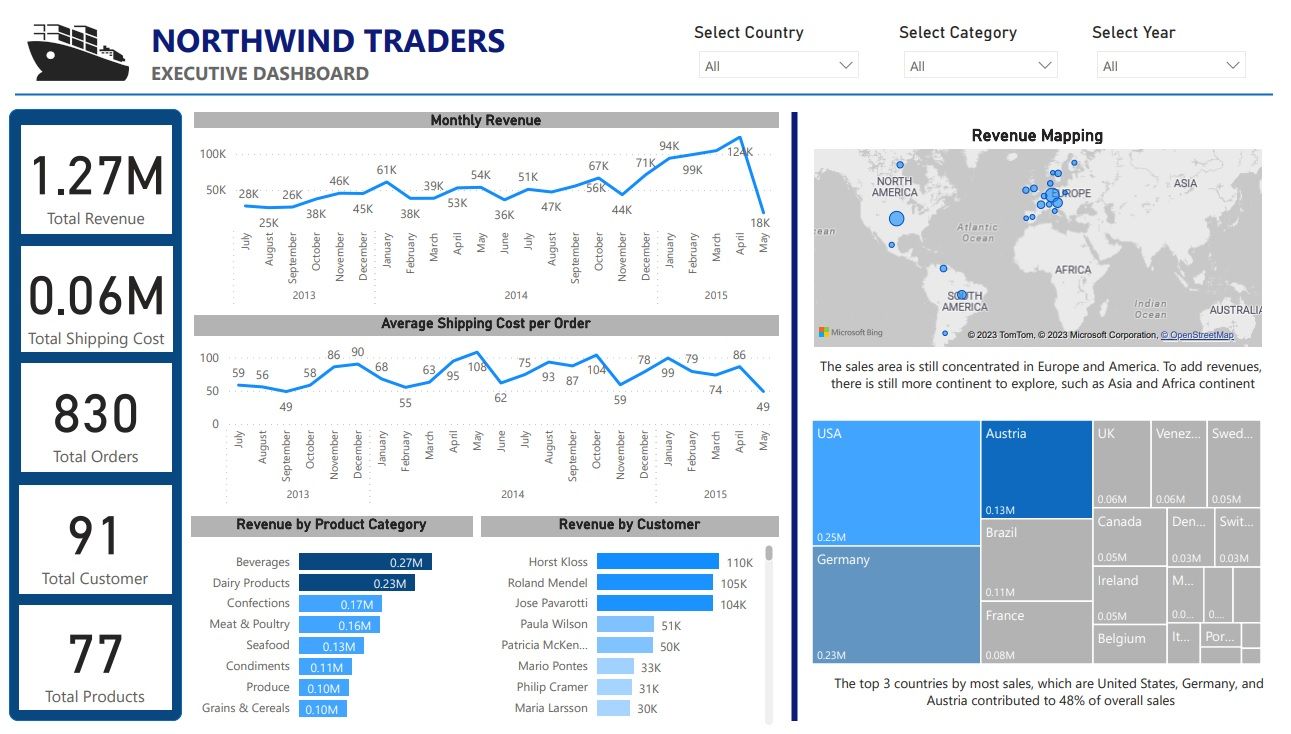 NORTHWIND TRADERS
EXECUTIVE DASHBOARD
Select Country
All
Select Category
All
Select Year
All
1.27M
Total Revenue
0.06M
Total Shipping Cost
830
Total Orders
91
Total Customer
77
Total Products
Monthly Revenue
100K
50K
28K
25K
26K
38K
46K
45K
61K
38K
39K
53K
54K
36K
51K
47K
56K
67K
44K
71K
94K
99K
124K
18K
July
August
September
October
November
December
January
February
March
April
May
June
July
August
September
October
November
December
January
February
March
April
May
2013
2014
2015
Average Shipping Cost per Order
100
50
0
59
56
49
58
86
90
68
55
63
95
108
62
75
93
87
104
59
78
99
79
74
86
49
July
August
September
October
November
December
January
February
March
April
May
June
July
August
September
October
November
December
January
February
March
April
May
2013
2014
2015
Revenue by Product Category
Beverages 0.27M
Dairy Products 0.23M
Confections 0.17M
Meat & Poultry 0.16M
Seafood 0.13M
Condiments 0.11M
Produce 0.10M
Grains & Cereals 0.10M
Revenue by Customer
Horst Kloss 110K
Roland Mendel 105K
Jose Pavarotti 104K
Paula Wilson 51K
Patricia McKen... 50K
Mario Pontes 33K
Philip Cramer 31K
Maria Larsson 30K
Revenue Mapping
NORTH
AMERICA
EUROPE
ASIA
ean
Atlantic
Ocean
AFRICA
SOUTH
AMERICA
Indian
Ocean
AUSTRALIA
Microsoft Bing
© 2023 TomTom, © 2023 Microsoft Corporation, © OpenStreetMap
The sales area is still concentrated in Europe and America. To add revenues,
there is still more continent to explore, such as Asia and Africa continent
USA
0.25M
Germany
0.23M
Austria
0.13M
Brazil
0.11M
France
0.08M
UK
0.06M
Venez...
0.06M
Swed...
0.05M
Canada
0.05M
Den...
0.03M
Swit...
0.03M
Ireland
0.05M
M...
0.0...
0....
Belgium
It...
Por...
The top 3 countries by most sales, which are United States, Germany, and
Austria contributed to 48% of overall sales